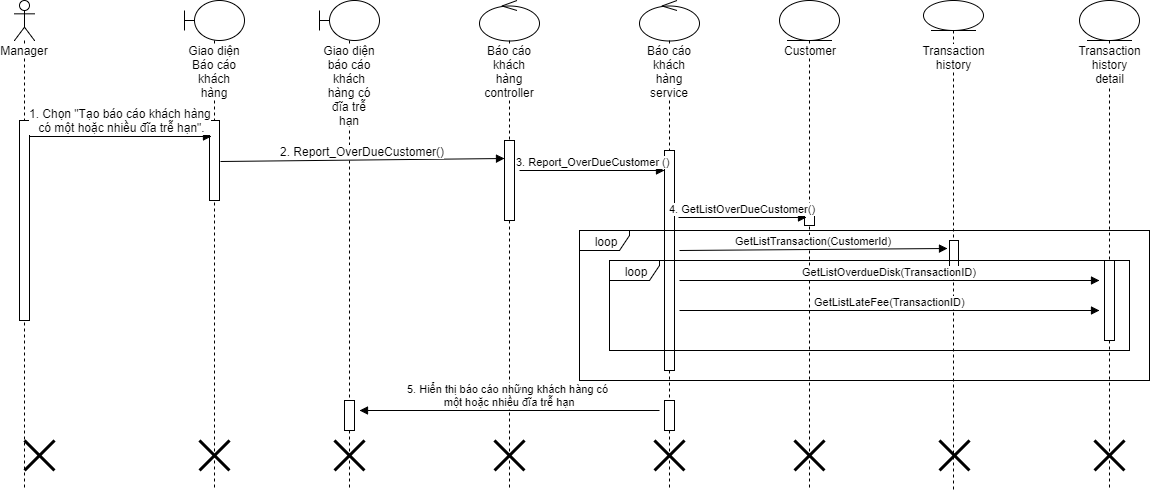 Manager
Giao diện
Báo cáo
khách
hàng
Giao diện
báo cáo
khách
hàng có
đĩa trễ
hạn
Báo cáo
khách
hàng
controller
Báo cáo
khách
hàng
service
Customer
Transaction
history
Transaction
history
detail
1. Chọn "Tạo báo cáo khách hàng
có một hoặc nhiều đĩa trễ hạn".
2. Report_OverDueCustomer()
3. Report_OverDueCustomer ()
4. GetListOverDueCustomer()
loop
GetListTransaction(CustomerId)
loop
GetListOverdueDisk(TransactionID)
GetListLateFee(TransactionID)
5. Hiển thị báo cáo những khách hàng có
một hoặc nhiều đĩa trễ hạn